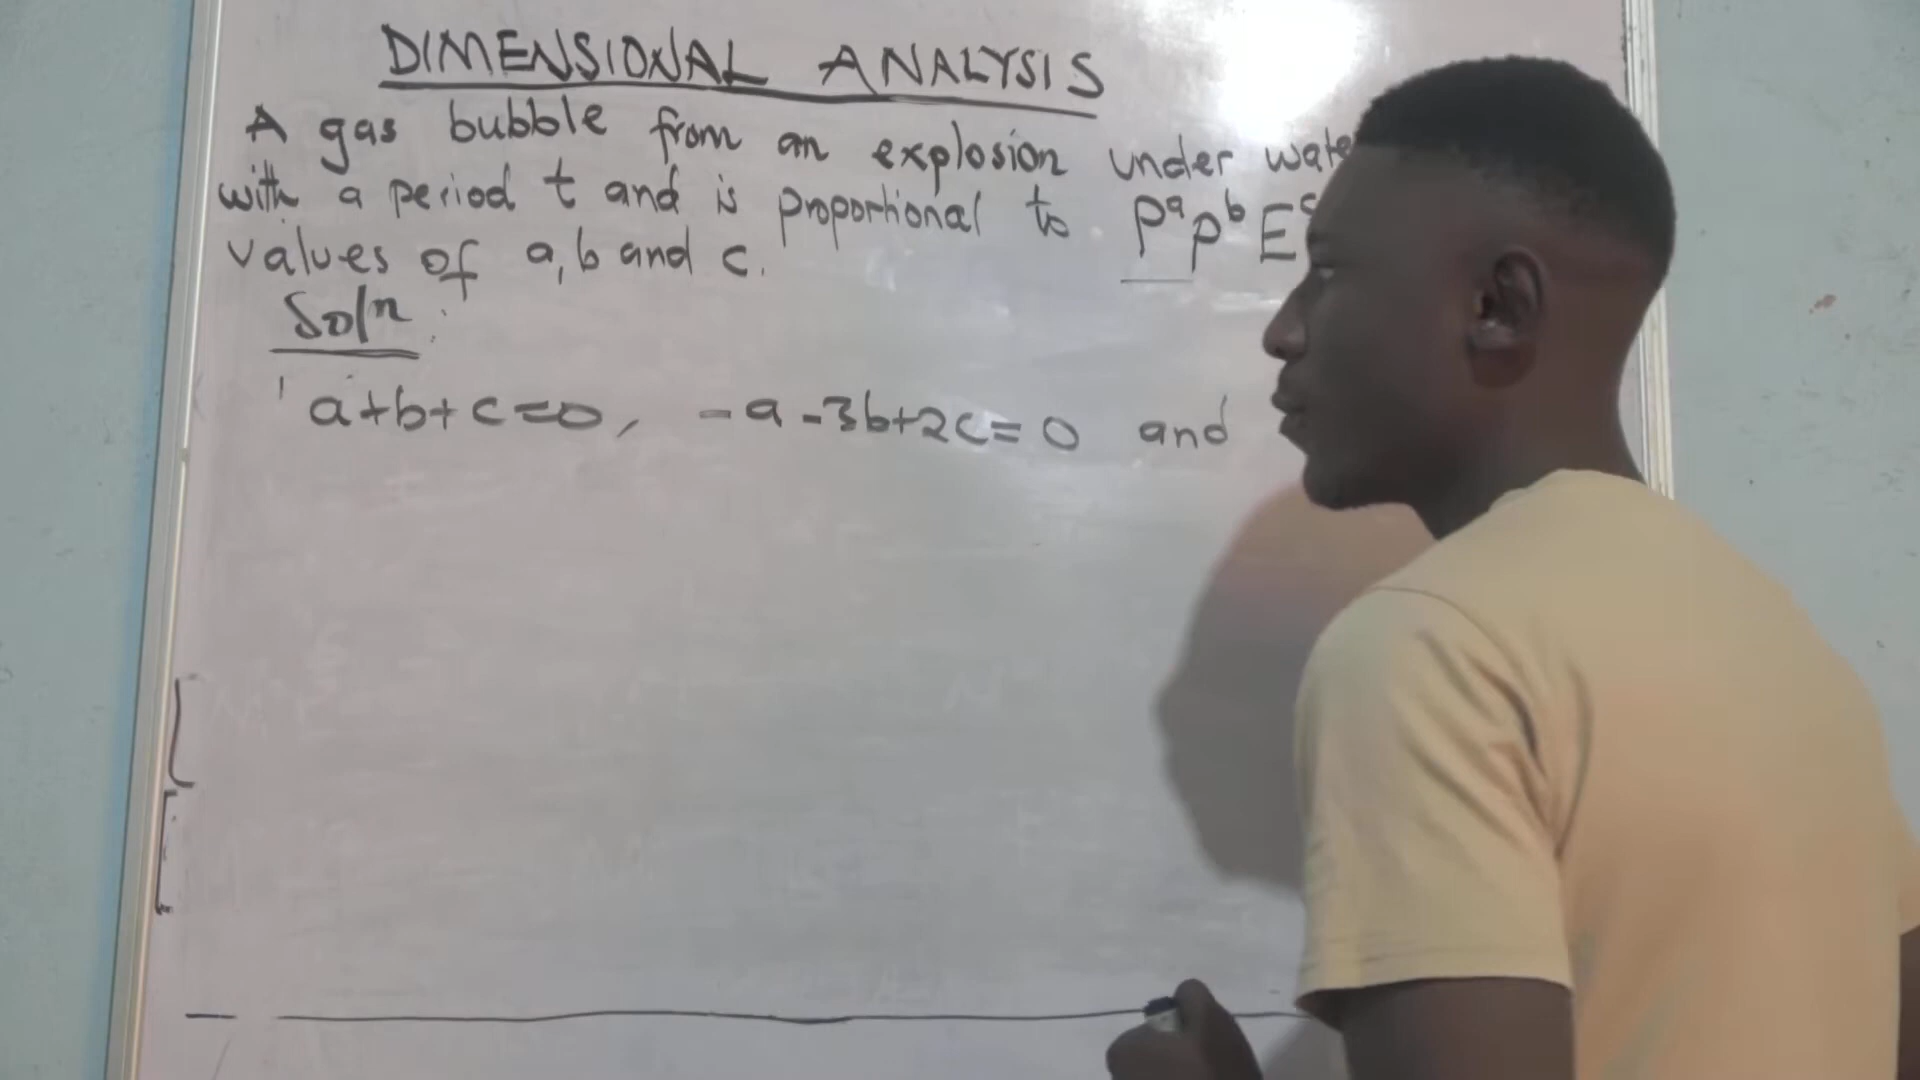 DIMENSIONAL ANALYSIS
A gas bubble from an explosion under
with a period t and is proportional to PᵃρᵇEᶜ
values of a, b and c.
Solⁿ:
a+b+c=0, -a-3b+2c=0 and